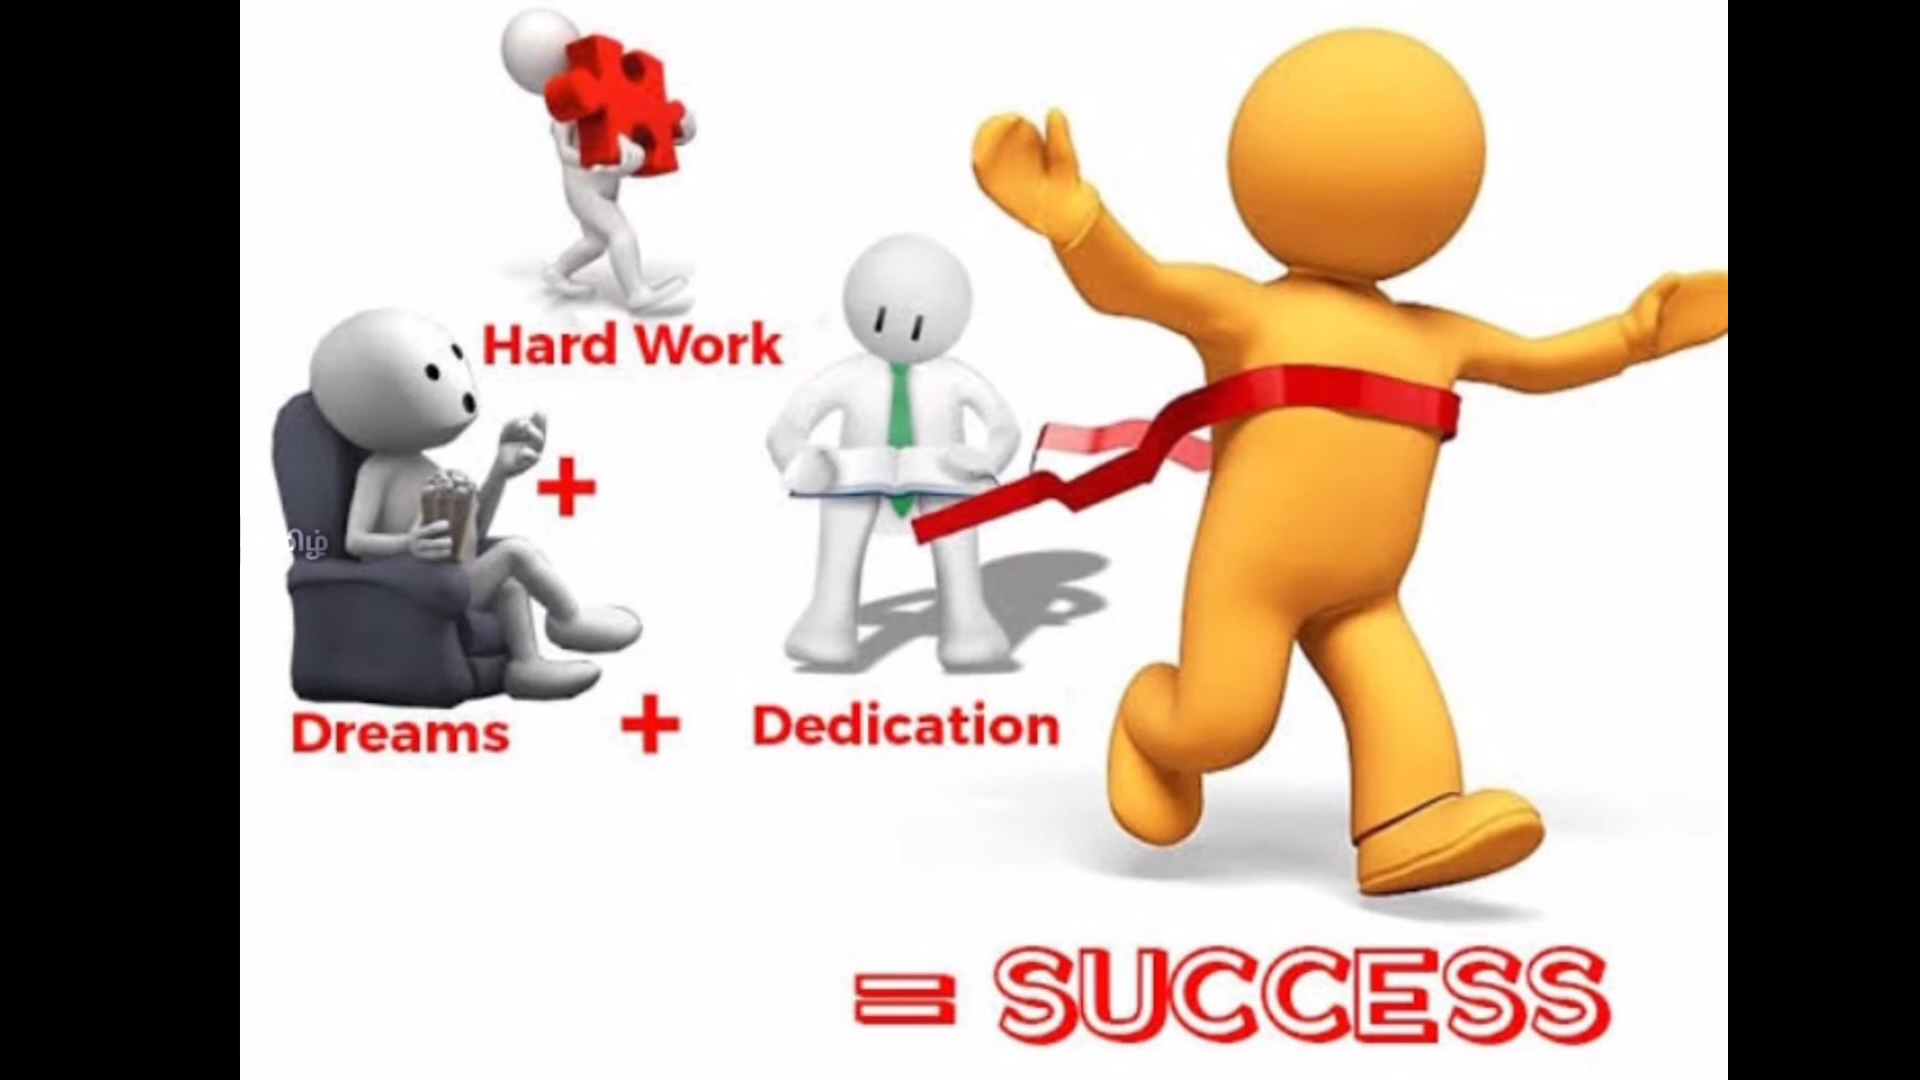 Hard Work
+
Dreams + Dedication
= SUCCESS